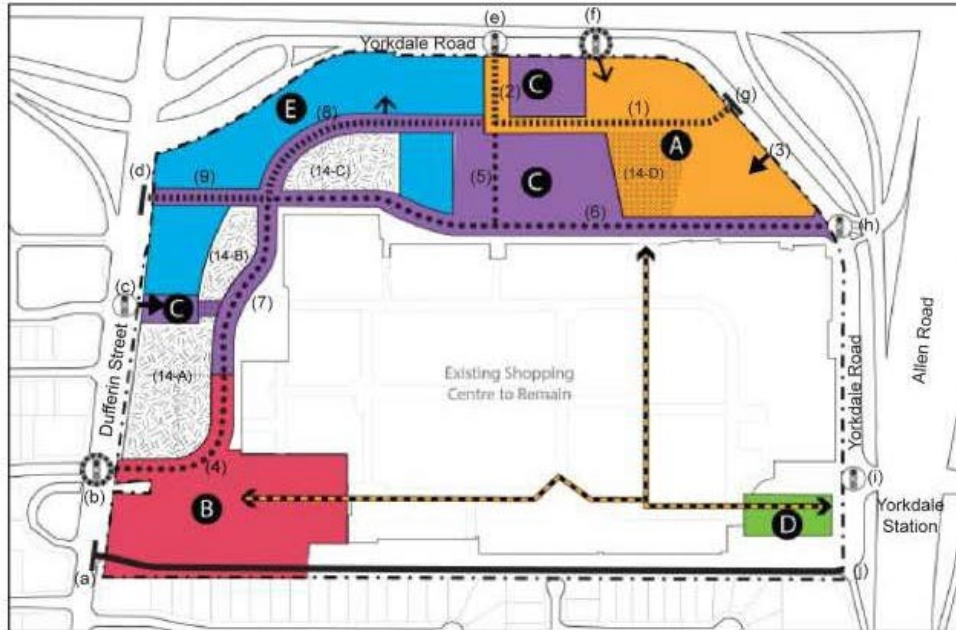 (e)
(f)
Yorkdale Road
(2)
C
(g)
E
(8)
(1)
A
(3)
(d)
(9)
(14-C)
(5)
C
(14-D)
(6)
(h)
(14-B)
(c)
C
(7)
Dufferin Street
(14-A)
Existing Shopping
Centre to Remain
Yorkdale Road
Allen Road
(4)
(b)
B
(i)
D
Yorkdale
Station
(a)
(j)